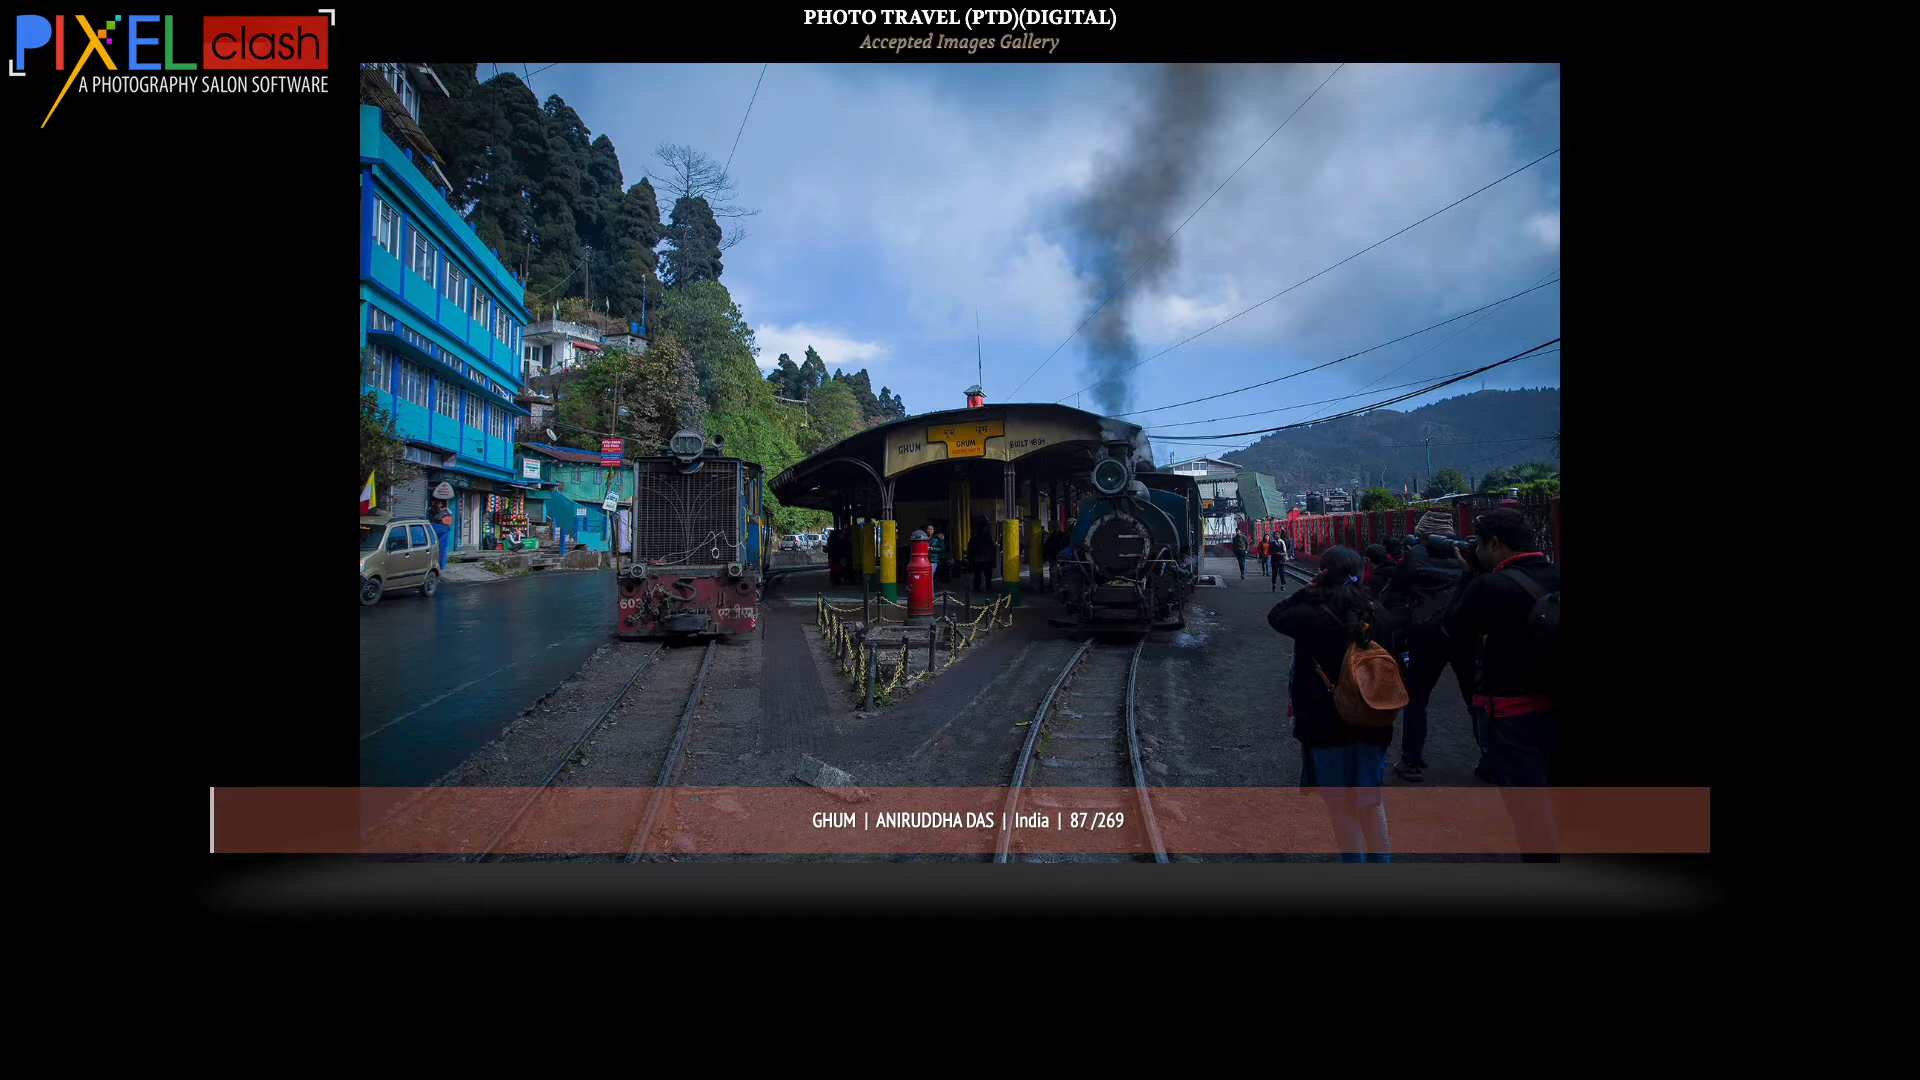 PIXEL clash
A PHOTOGRAPHY SALON SOFTWARE
PHOTO TRAVEL (PTD)(DIGITAL)
Accepted Images Gallery
घुम
GHUM
GHUM
BUILT 1891
603
GHUM | ANIRUDDHA DAS | India | 87 /269